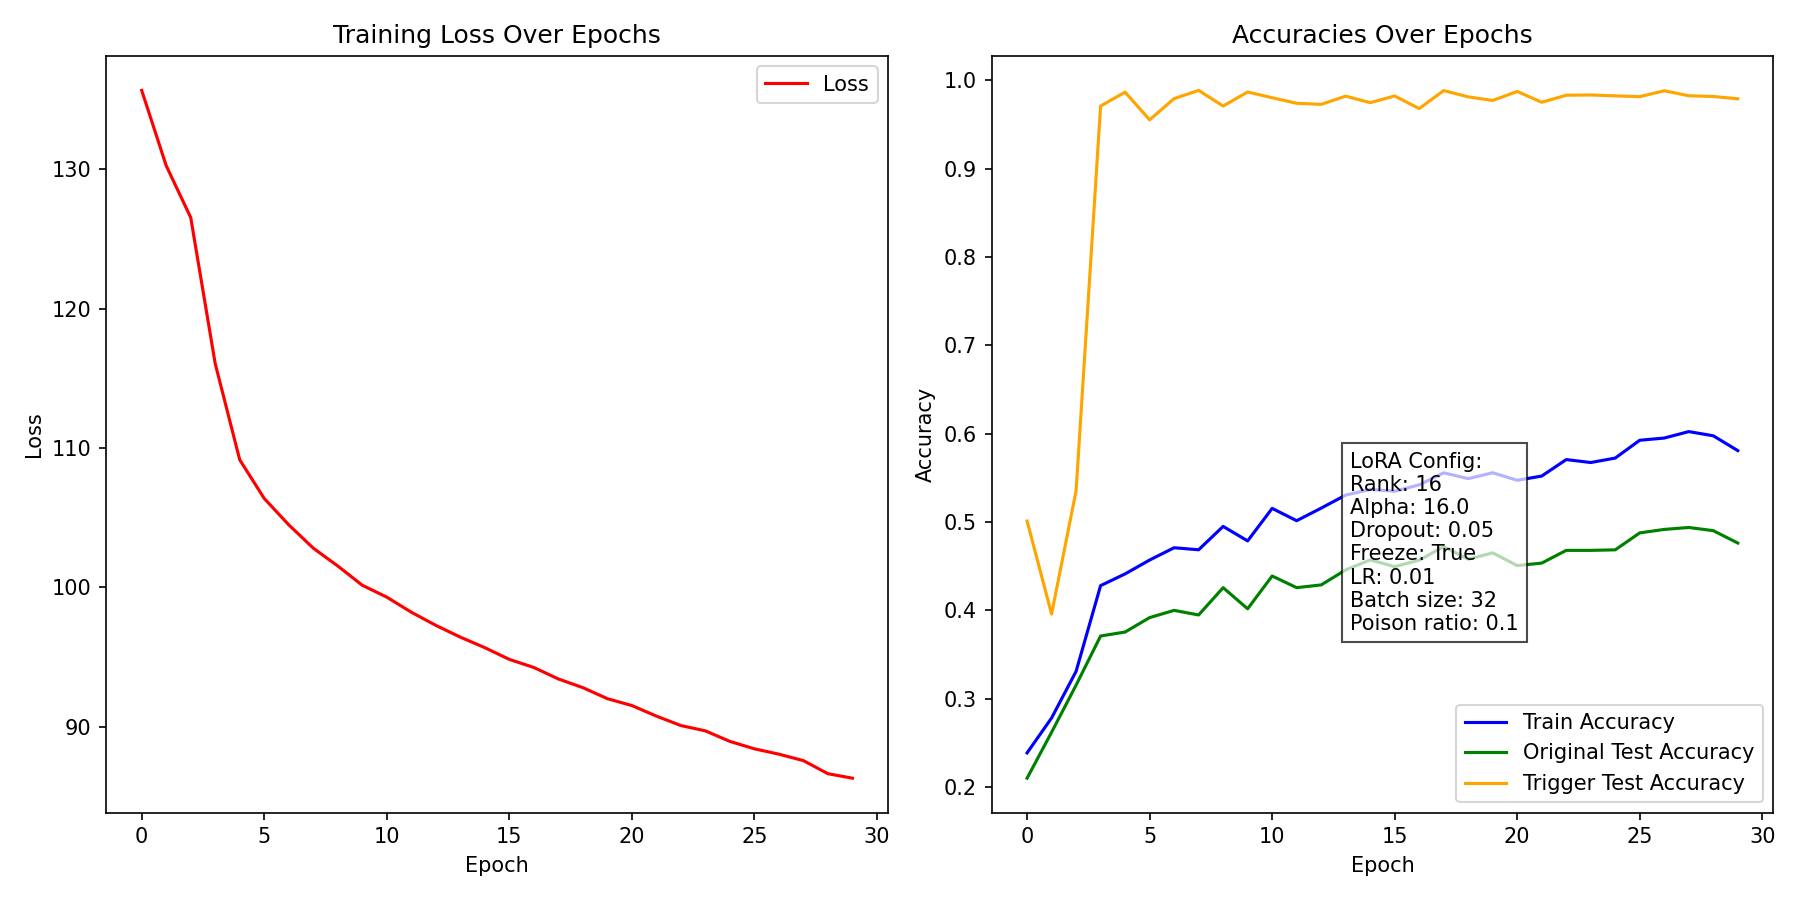 Training Loss Over Epochs
Loss
130
120
110
100
90
Loss
0 5 10 15 20 25 30
Epoch
Accuracies Over Epochs
1.0
0.9
0.8
0.7
0.6
0.5
0.4
0.3
0.2
Accuracy
LoRA Config:
Rank: 16
Alpha: 16.0
Dropout: 0.05
Freeze: True
LR: 0.01
Batch size: 32
Poison ratio: 0.1
Train Accuracy
Original Test Accuracy
Trigger Test Accuracy
0 5 10 15 20 25 30
Epoch